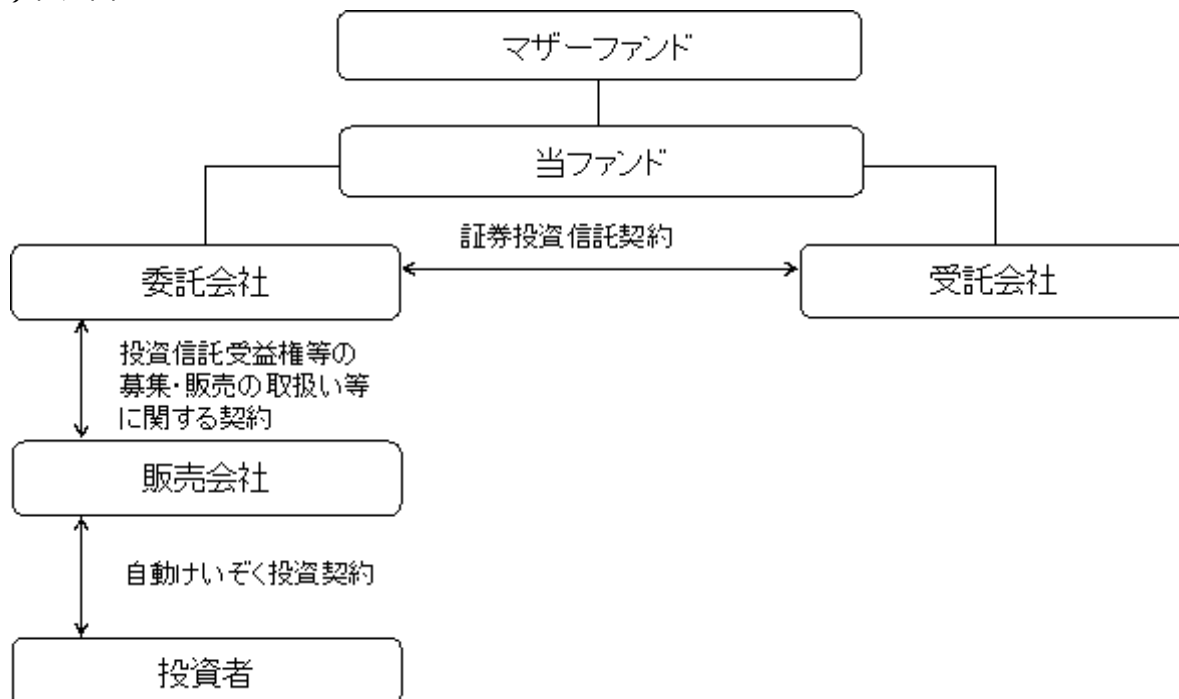 マザーファンド
当ファンド
証券投資信託契約
委託会社
受託会社
投資信託受益権等の
募集・販売の取扱い等
に関する契約
販売会社
自動けいぞく投資契約
投資者